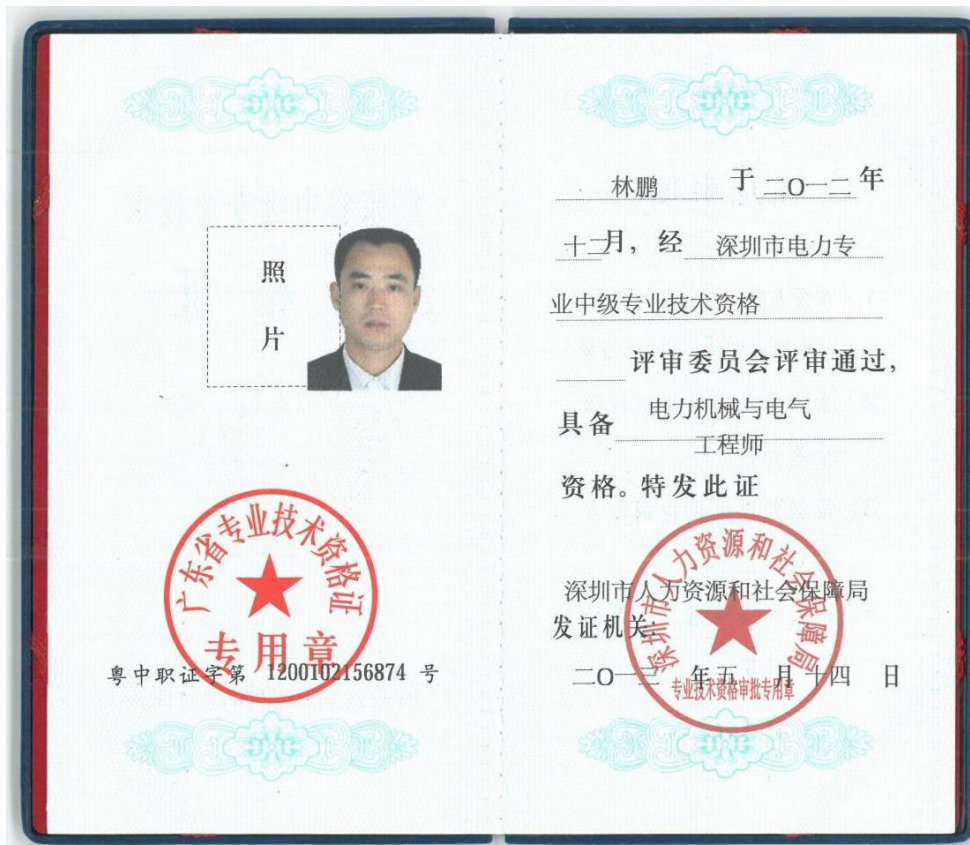 照
片
广东省专业技术资格证
专用章
粤中职证字第 1200102156874 号
林鹏 于 二O一二 年
十二月，经 深圳市电力专
业中级专业技术资格
评审委员会评审通过，
具备 电力机械与电气
工程师
资格。特发此证
深圳市人力资源和社会保障局
深圳市人力资源和社会保障局
发证机关：
二O一三 年五 月 十四 日
专业技术资格审批专用章